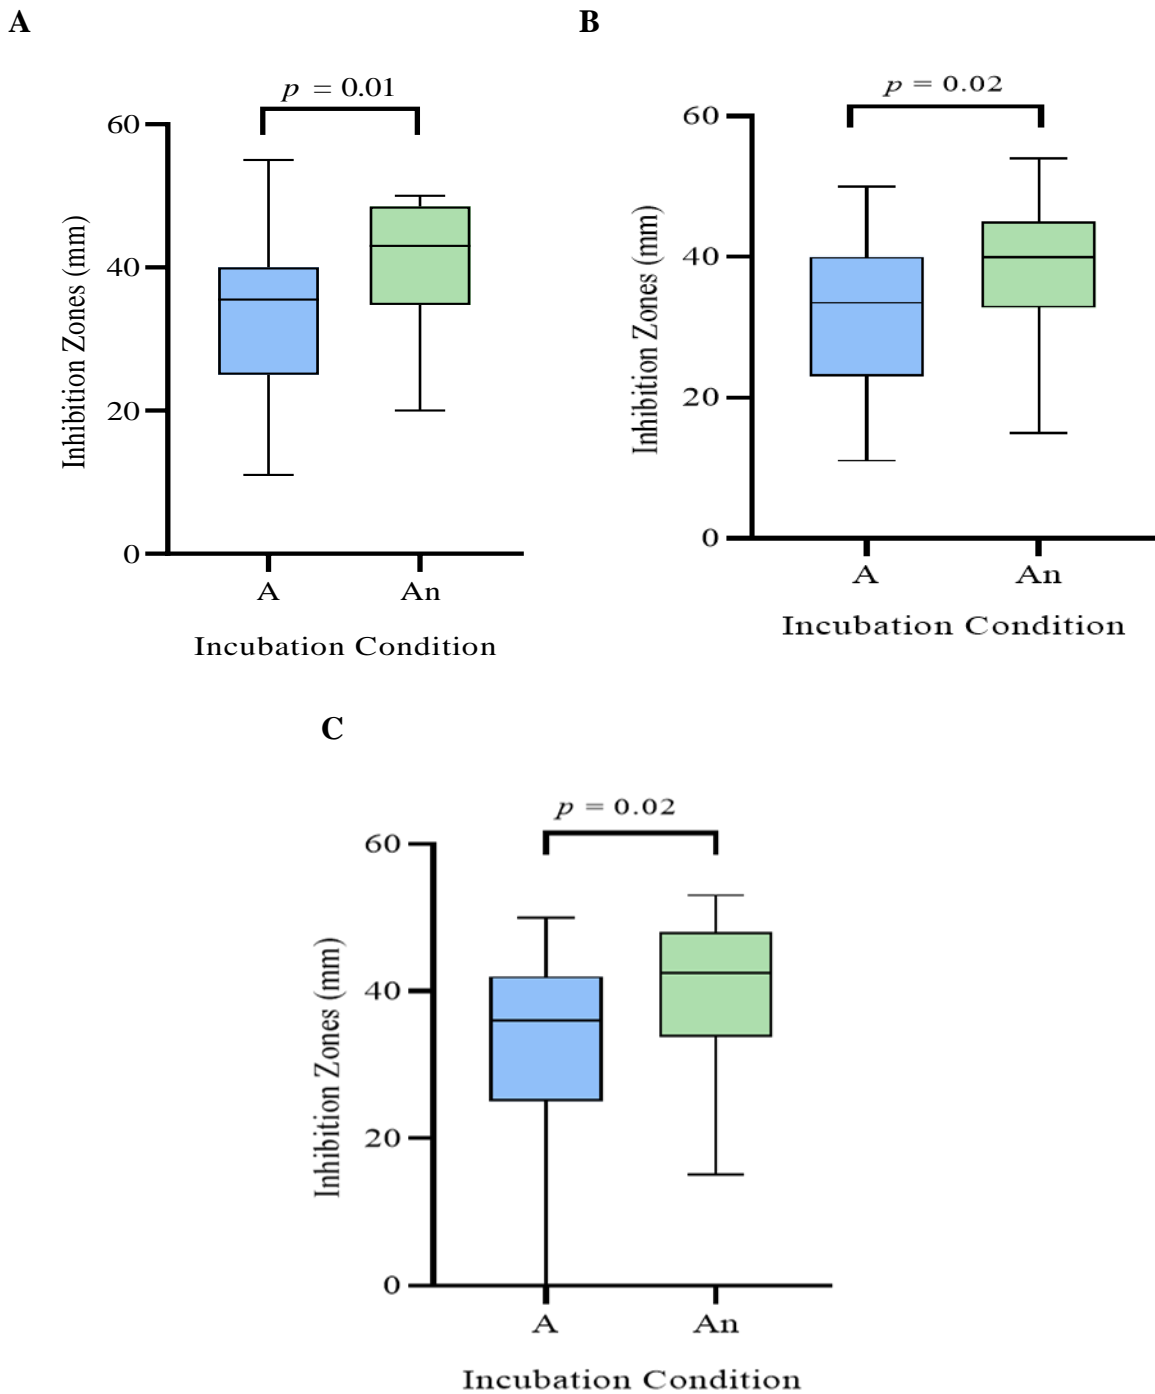 A
p = 0.01
60
40
20
0
Inhibition Zones (mm)
A
An
Incubation Condition
B
p = 0.02
60
40
20
0
Inhibition Zones (mm)
A
An
Incubation Condition
C
p = 0.02
60
40
20
0
Inhibition Zones (mm)
A
An
Incubation Condition